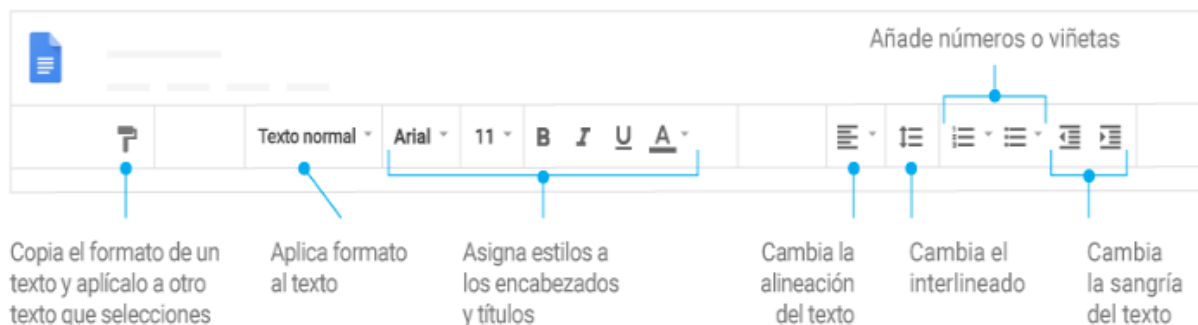 Añade números o viñetas
Texto normal Arial 11 B I U A
Copia el formato de un
texto y aplícalo a otro
texto que selecciones
Aplica formato
al texto
Asigna estilos a
los encabezados
y títulos
Cambia la
alineación
del texto
Cambia el
interlineado
Cambia
la sangría
del texto